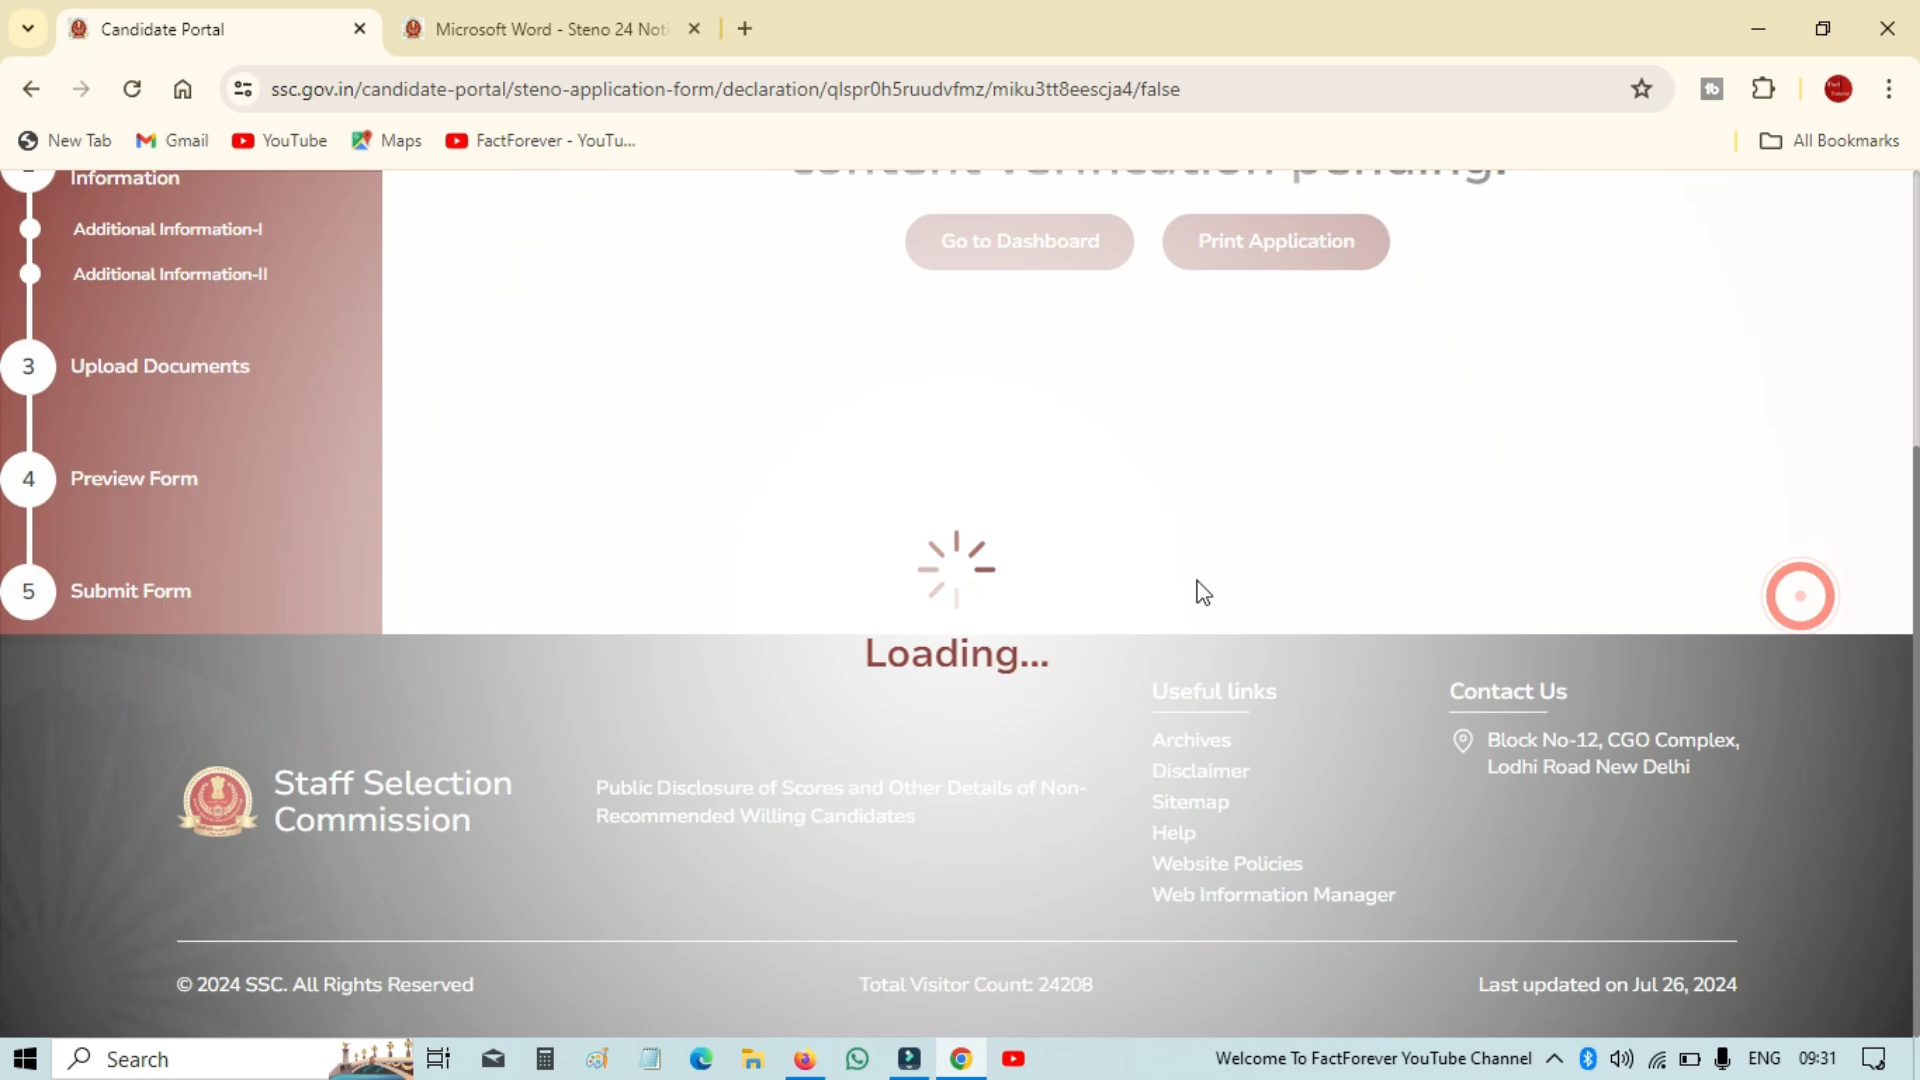 Candidate Portal
Microsoft Word - Steno 24 Noti
ssc.gov.in/candidate-portal/steno-application-form/declaration/qlspr0h5ruudvfmz/miku3tt8eescja4/false
New Tab
Gmail
YouTube
Maps
FactForever - YouTu...
All Bookmarks
Information
Additional Information-I
Additional Information-II
3 Upload Documents
4 Preview Form
5 Submit Form
content verification pending.
Go to Dashboard
Print Application
Loading...
Staff Selection
Commission
Public Disclosure of Scores and Other Details of Non-
Recommended Willing Candidates
Useful links
Archives
Disclaimer
Sitemap
Help
Website Policies
Web Information Manager
Contact Us
Block No-12, CGO Complex,
Lodhi Road New Delhi
© 2024 SSC. All Rights Reserved
Total Visitor Count: 24208
Last updated on Jul 26, 2024
Search
Welcome To FactForever YouTube Channel
ENG
09:31